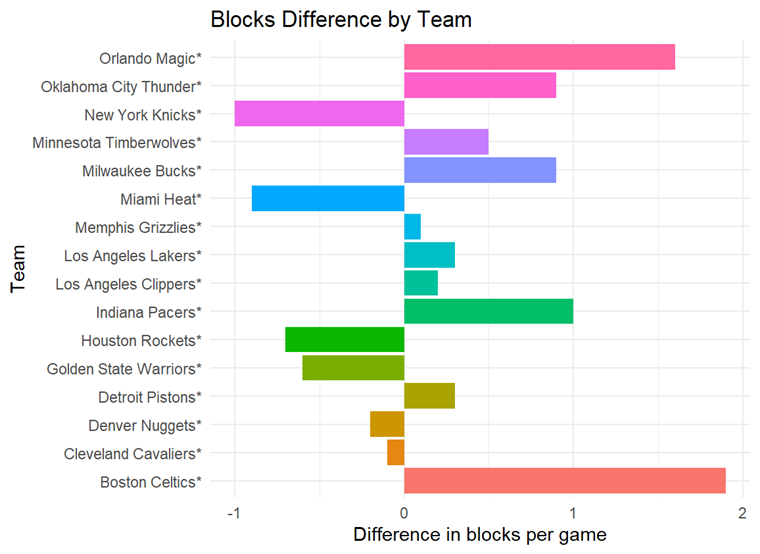 Blocks Difference by Team
Orlando Magic*
Oklahoma City Thunder*
New York Knicks*
Minnesota Timberwolves*
Milwaukee Bucks*
Miami Heat*
Memphis Grizzlies*
Los Angeles Lakers*
Los Angeles Clippers*
Indiana Pacers*
Houston Rockets*
Golden State Warriors*
Detroit Pistons*
Denver Nuggets*
Cleveland Cavaliers*
Boston Celtics*
Team
-1 0 1 2
Difference in blocks per game